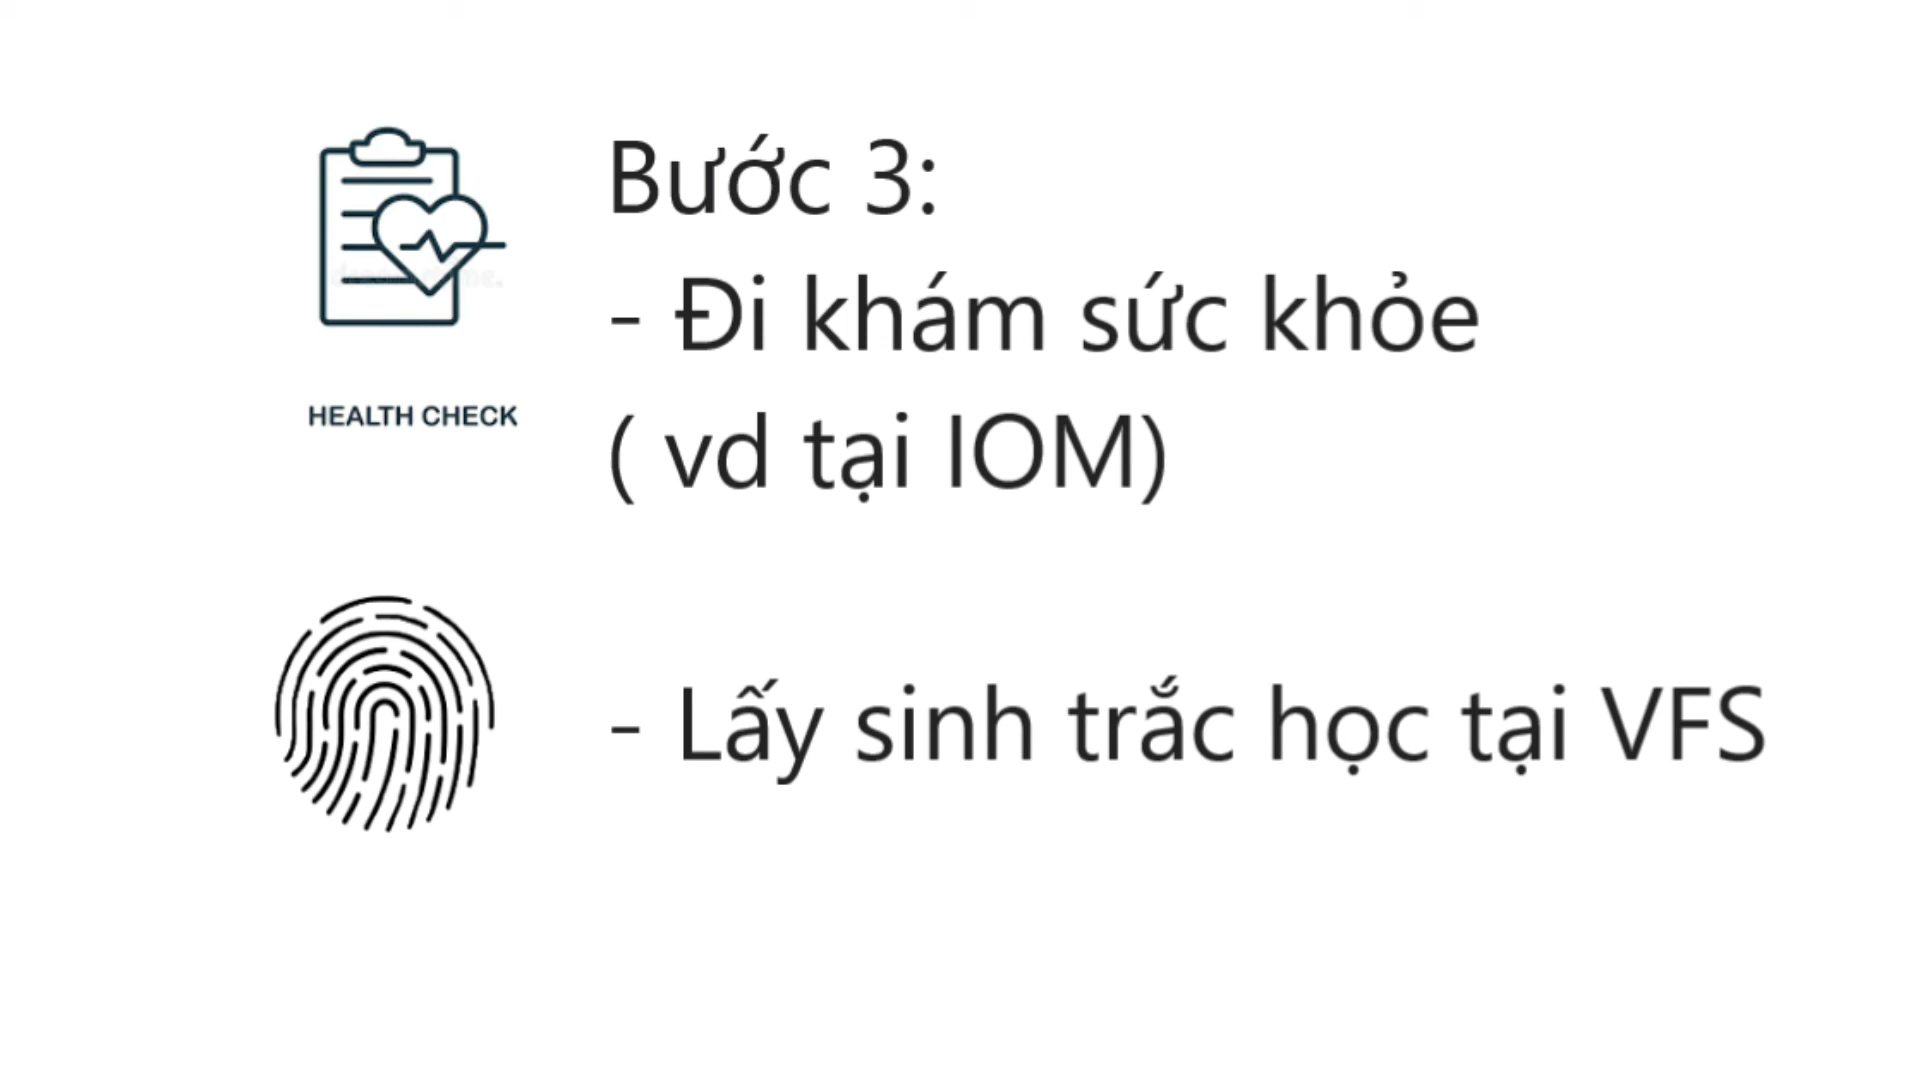 Bước 3:
- Đi khám sức khỏe
( vd tại IOM)
HEALTH CHECK
- Lấy sinh trắc học tại VFS